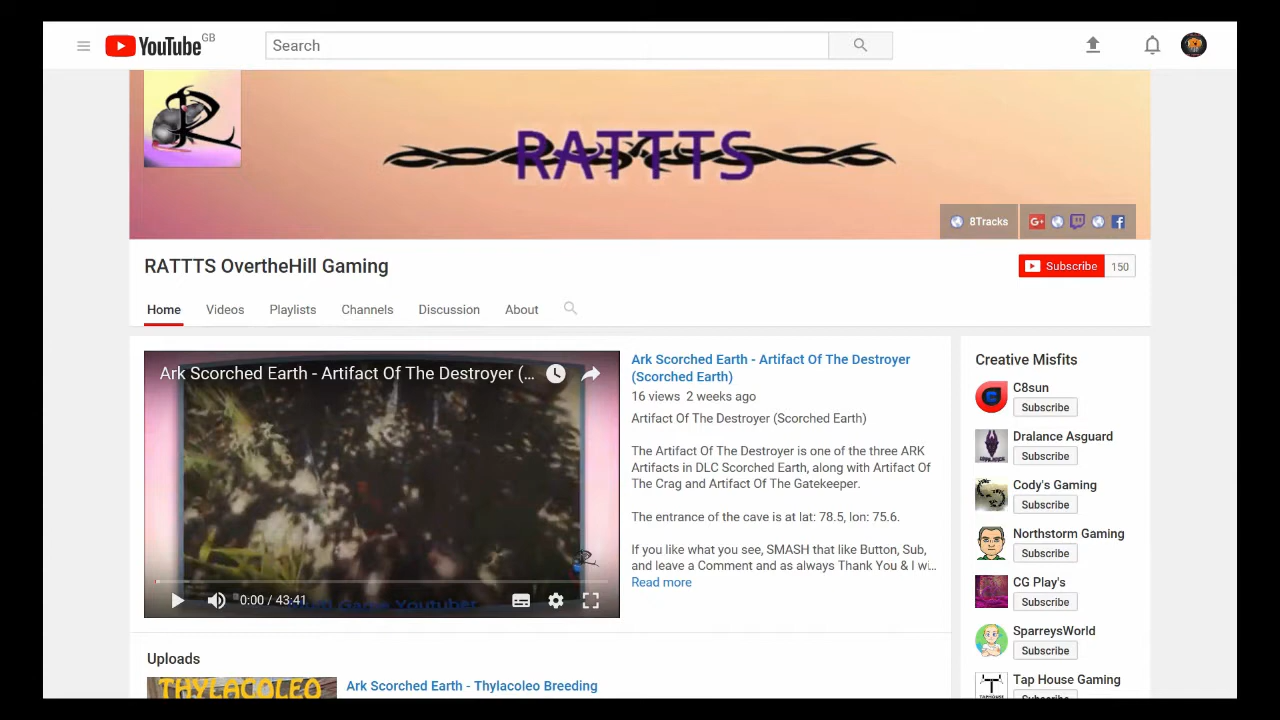 YouTube GB
Search
R
RATTTS
8Tracks
G+
RATTTS OvertheHill Gaming
Subscribe 150
Home Videos Playlists Channels Discussion About
Ark Scorched Earth - Artifact Of The Destroyer (...
0:00 / 43:41
Ark Scorched Earth - Artifact Of The Destroyer
(Scorched Earth)
16 views 2 weeks ago
Artifact Of The Destroyer (Scorched Earth)
The Artifact Of The Destroyer is one of the three ARK
Artifacts in DLC Scorched Earth, along with Artifact Of
The Crag and Artifact Of The Gatekeeper.
The entrance of the cave is at lat: 78.5, lon: 75.6.
If you like what you see, SMASH that like Button, Sub,
and leave a Comment and as always Thank You & I w...
Read more
Uploads
THYLACOLEO
Ark Scorched Earth - Thylacoleo Breeding
Creative Misfits
C8sun
Subscribe
Dralance Asguard
Subscribe
Cody's Gaming
Subscribe
Northstorm Gaming
Subscribe
CG Play's
Subscribe
SparreysWorld
Subscribe
Tap House Gaming
Subscribe